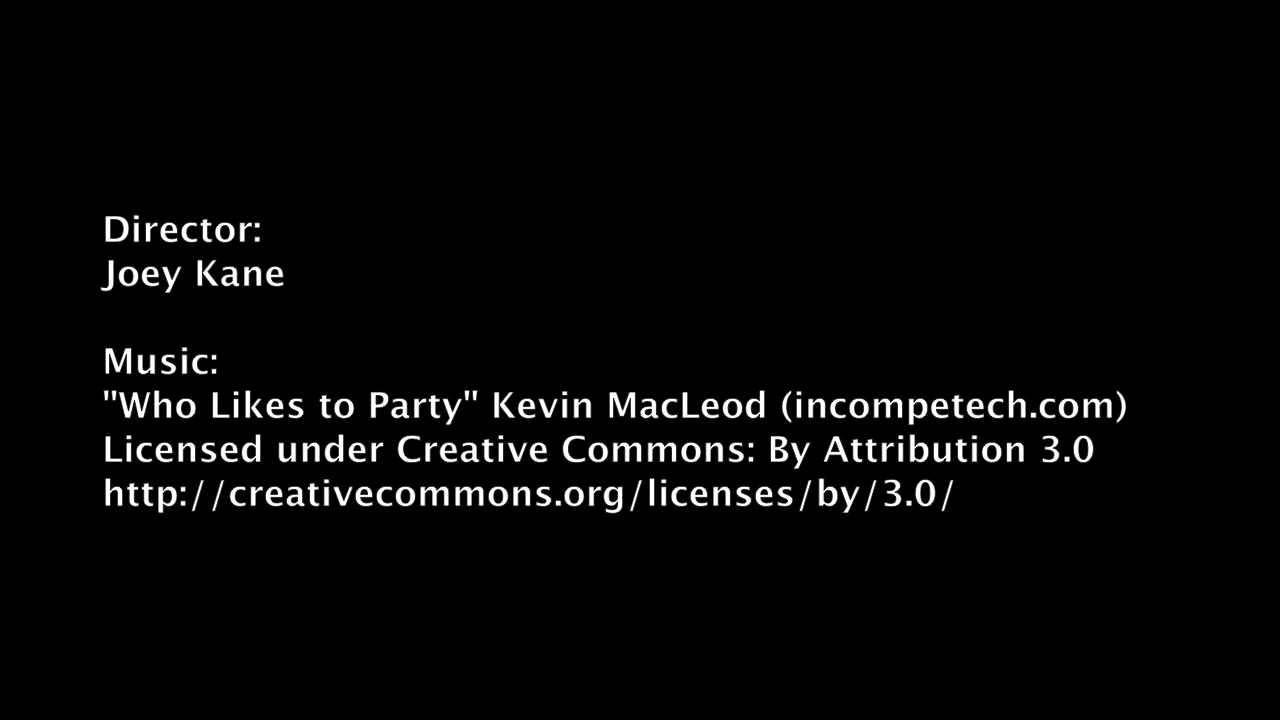 Director:
Joey Kane
Music:
"Who Likes to Party" Kevin MacLeod (incompetech.com)
Licensed under Creative Commons: By Attribution 3.0
http://creativecommons.org/licenses/by/3.0/